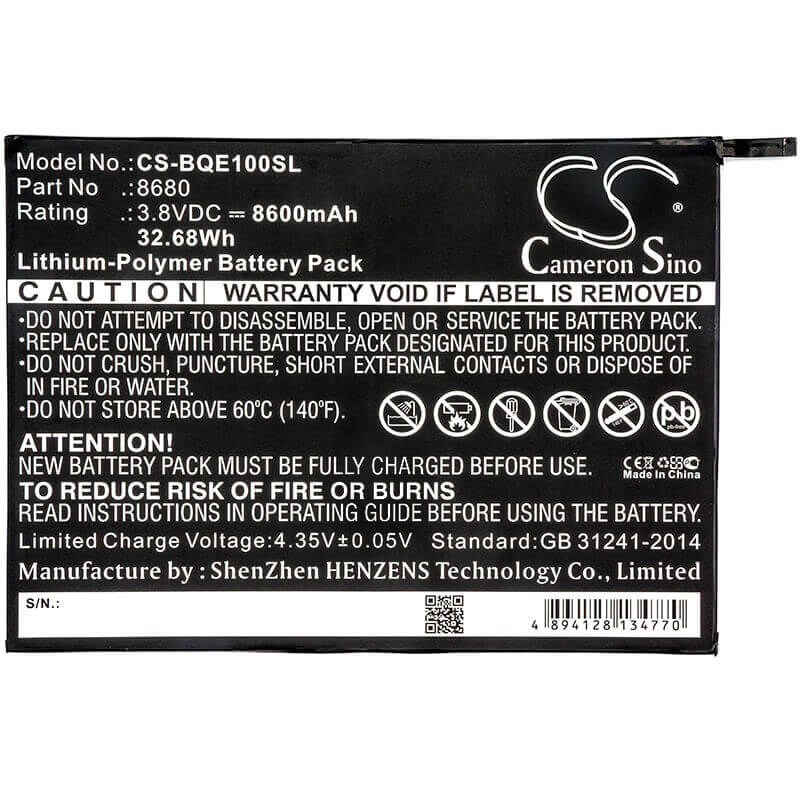 Model No.:CS-BQE100SL
Part No :8680
Rating :3.8VDC ⎓ 8600mAh
32.68Wh
Lithium-Polymer Battery Pack
CS
®
Cameron Sino
CAUTION WARRANTY VOID IF LABEL IS REMOVED
•DO NOT ATTEMPT TO DISASSEMBLE, OPEN OR SERVICE THE BATTERY PACK.
•REPLACE ONLY WITH THE BATTERY PACK DESIGNATED FOR THIS PRODUCT.
•DO NOT CRUSH, PUNCTURE, SHORT EXTERNAL CONTACTS OR DISPOSE OF
IN FIRE OR WATER.
•DO NOT STORE ABOVE 60°C (140°F).
pb
pb-free
ATTENTION!
NEW BATTERY PACK MUST BE FULLY CHARGED BEFORE USE.
CE
Made In China
TO REDUCE RISK OF FIRE OR BURNS
READ INSTRUCTIONS IN OPERATING GUIDE BEFORE USING BATTERY.
Limited Charge Voltage:4.35V±0.05V Standard:GB 31241-2014
Manufacture by : ShenZhen HENZENS Technology Co., Limited
S/N.:
4 894128 134770